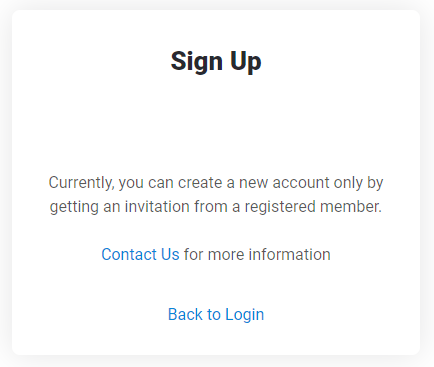 Sign Up
Currently, you can create a new account only by
getting an invitation from a registered member.
Contact Us for more information
Back to Login